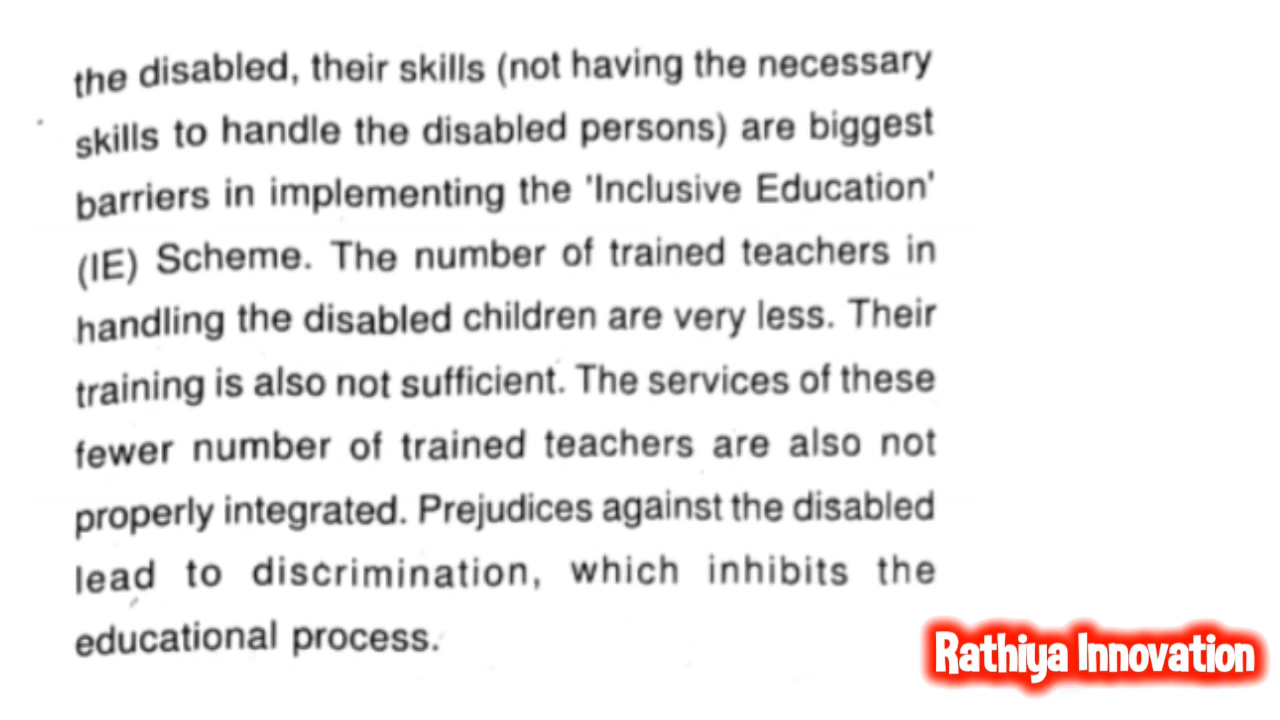 the disabled, their skills (not having the necessary
skills to handle the disabled persons) are biggest
barriers in implementing the 'Inclusive Education'
(IE) Scheme. The number of trained teachers in
handling the disabled children are very less. Their
training is also not sufficient. The services of these
fewer number of trained teachers are also not
properly integrated. Prejudices against the disabled
lead to discrimination, which inhibits the
educational process.
Rathiya Innovation